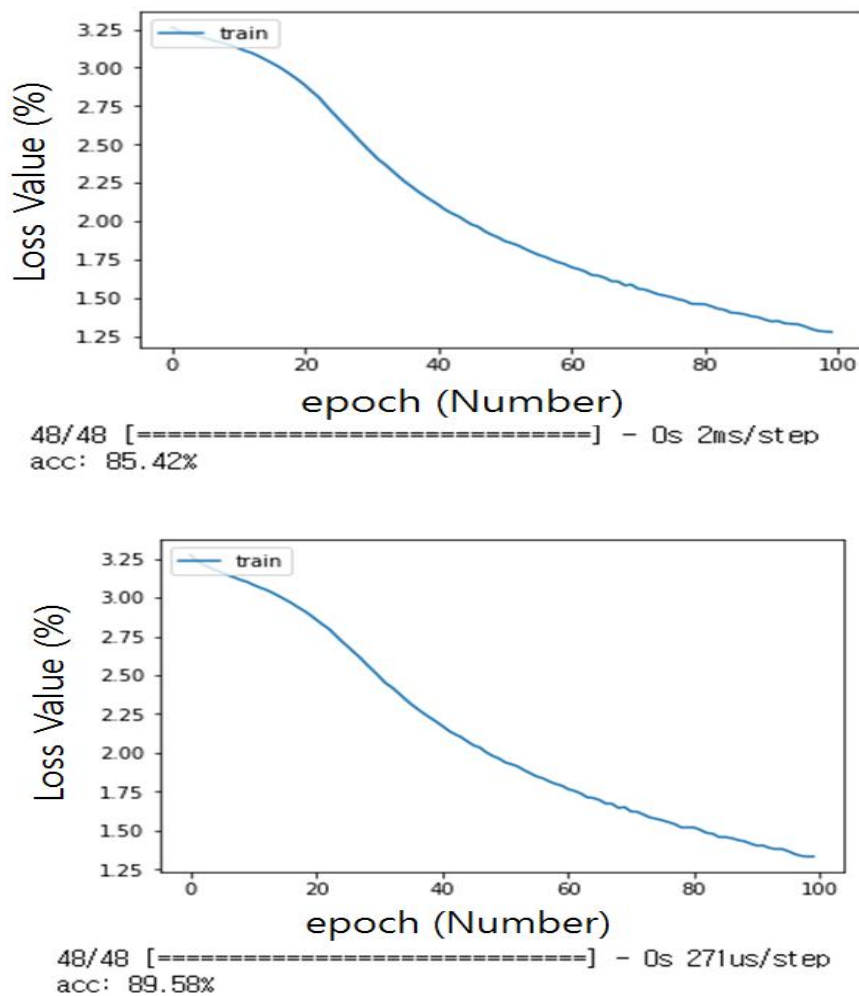 train
3.25
3.00
2.75
2.50
2.25
2.00
1.75
1.50
1.25
Loss Value (%)
0 20 40 60 80 100
epoch (Number)
48/48 [==============================] - 0s 2ms/step
acc: 85.42%
train
3.25
3.00
2.75
2.50
2.25
2.00
1.75
1.50
1.25
Loss Value (%)
0 20 40 60 80 100
epoch (Number)
48/48 [==============================] - 0s 271us/step
acc: 89.58%